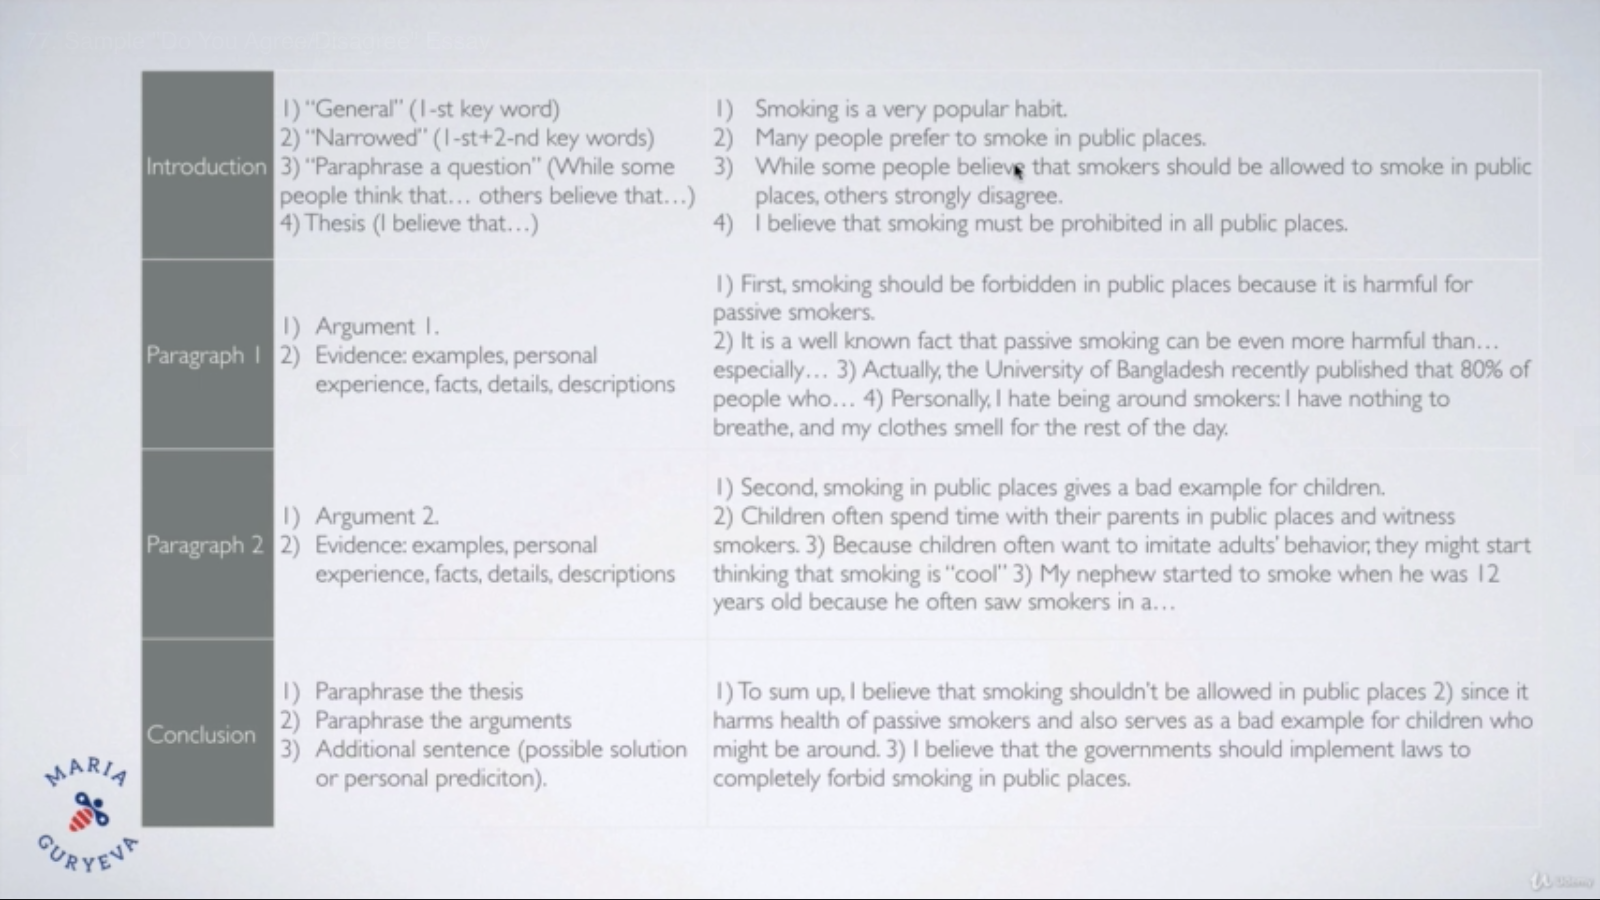 Introduction
1) “General” (1-st key word)
2) “Narrowed” (1-st+2-nd key words)
3) “Paraphrase a question” (While some
people think that… others believe that…)
4) Thesis (I believe that…)
1) Smoking is a very popular habit.
2) Many people prefer to smoke in public places.
3) While some people believe that smokers should be allowed to smoke in public
places, others strongly disagree.
4) I believe that smoking must be prohibited in all public places.
Paragraph 1
1) Argument 1.
2) Evidence: examples, personal
experience, facts, details, descriptions
1) First, smoking should be forbidden in public places because it is harmful for
passive smokers.
2) It is a well known fact that passive smoking can be even more harmful than…
especially… 3) Actually, the University of Bangladesh recently published that 80% of
people who… 4) Personally, I hate being around smokers: I have nothing to
breathe, and my clothes smell for the rest of the day.
Paragraph 2
1) Argument 2.
2) Evidence: examples, personal
experience, facts, details, descriptions
1) Second, smoking in public places gives a bad example for children.
2) Children often spend time with their parents in public places and witness
smokers. 3) Because children often want to imitate adults’ behavior, they might start
thinking that smoking is “cool” 3) My nephew started to smoke when he was 12
years old because he often saw smokers in a…
Conclusion
1) Paraphrase the thesis
2) Paraphrase the arguments
3) Additional sentence (possible solution
or personal prediciton).
1) To sum up, I believe that smoking shouldn’t be allowed in public places 2) since it
harms health of passive smokers and also serves as a bad example for children who
might be around. 3) I believe that the governments should implement laws to
completely forbid smoking in public places.
MARIA
GURYEVA
Udemy